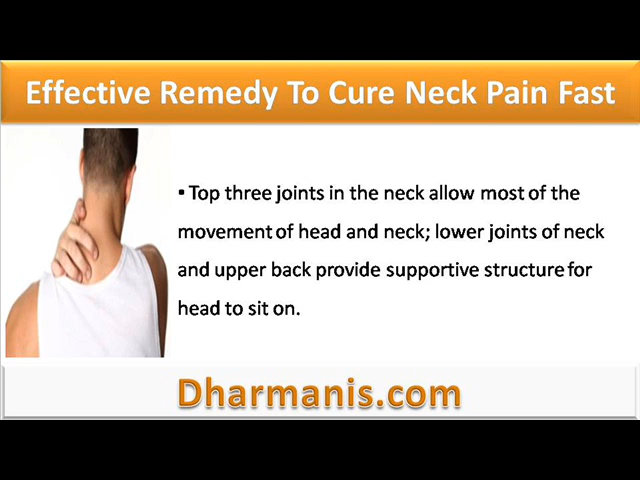 Effective Remedy To Cure Neck Pain Fast
▪ Top three joints in the neck allow most of the
movement of head and neck; lower joints of neck
and upper back provide supportive structure for
head to sit on.
Dharmanis.com